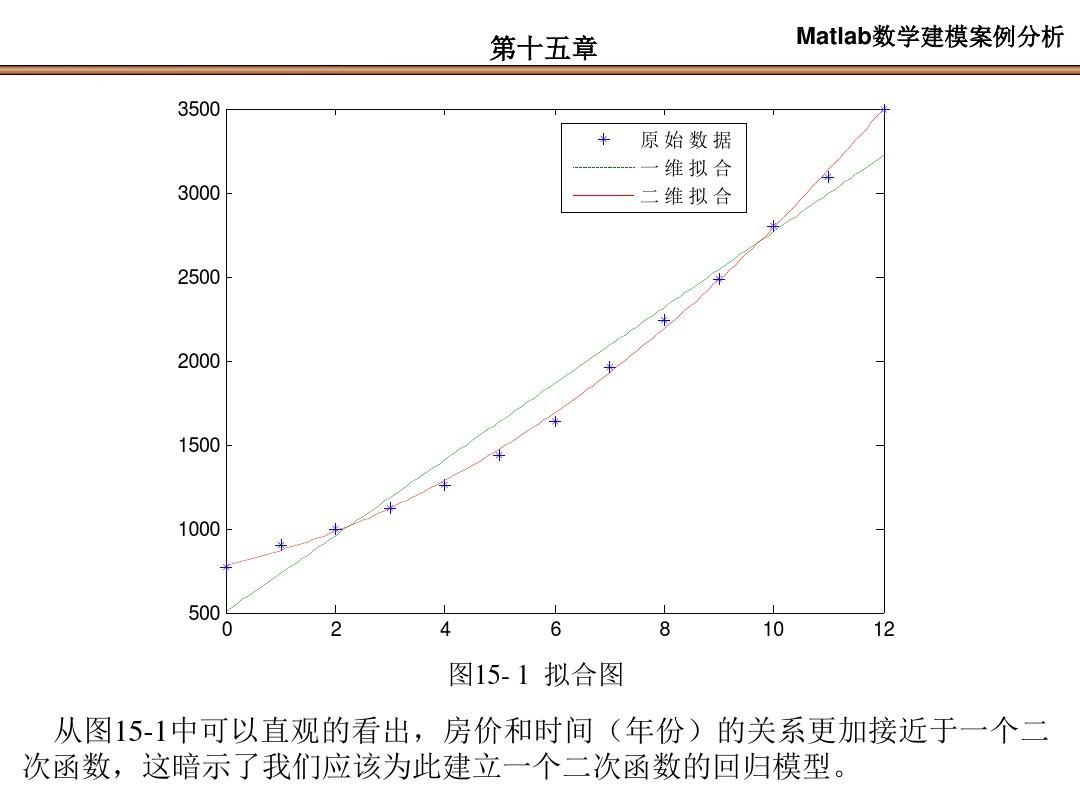 第十五章
Matlab数学建模案例分析
3500
3000
2500
2000
1500
1000
500
原始数据
一维拟合
二维拟合
0 2 4 6 8 10 12
图15- 1 拟合图
从图15-1中可以直观的看出，房价和时间（年份）的关系更加接近于一个二
次函数，这暗示了我们应该为此建立一个二次函数的回归模型。